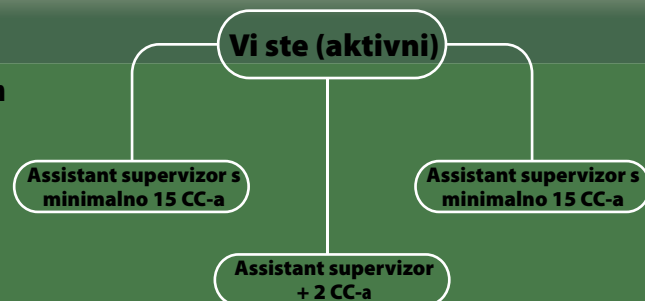 Vi ste (aktivni)
Assistant supervizor s
minimalno 15 CC-a
Assistant supervizor s
minimalno 15 CC-a
Assistant supervizor
+ 2 CC-a